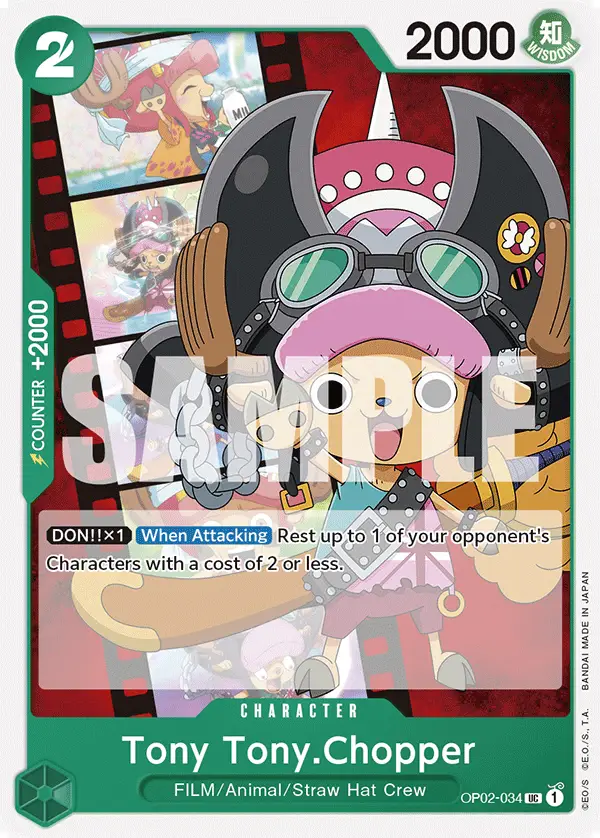 2
2000
知
WISDOM
MIL
COUNTER +2000
SAMPLE
DON!!×1 When Attacking Rest up to 1 of your opponent's
Characters with a cost of 2 or less.
CHARACTER
Tony Tony.Chopper
FILM/Animal/Straw Hat Crew
OP02-034 UC 1
©E.O/S ©E.O./S., T.A. BANDAI MADE IN JAPAN